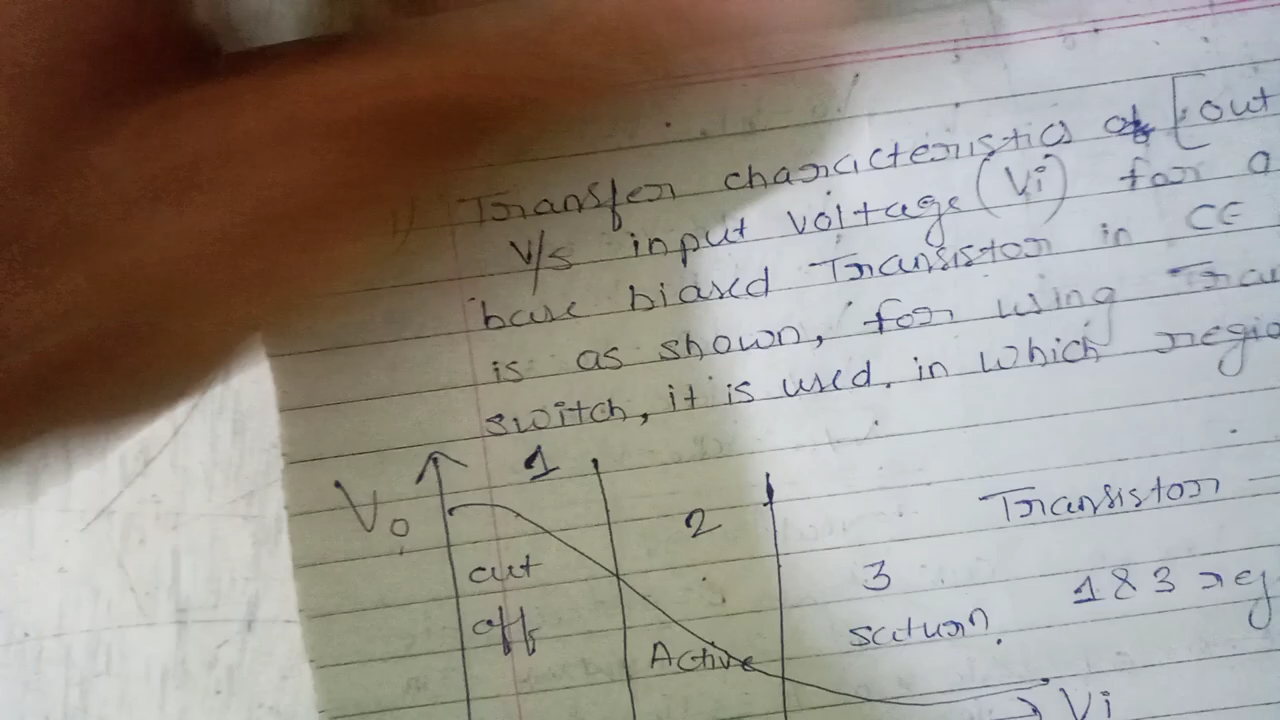 1) Transfer characteristics of [out
V/s input voltage (Vi) for a
base biased Transistor in CE
is as shown, for using Tran
switch, it is used. in which regio
Vo
1
2
3
cut
off
Active
saturn.
Transistor -
1 & 3 reg
Vi